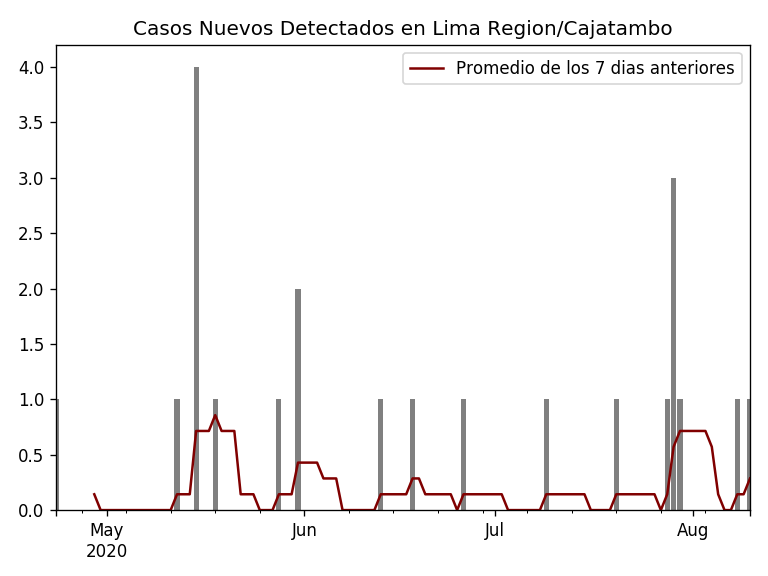 Casos Nuevos Detectados en Lima Region/Cajatambo
Promedio de los 7 dias anteriores
4.0
3.5
3.0
2.5
2.0
1.5
1.0
0.5
0.0
May
2020
Jun
Jul
Aug